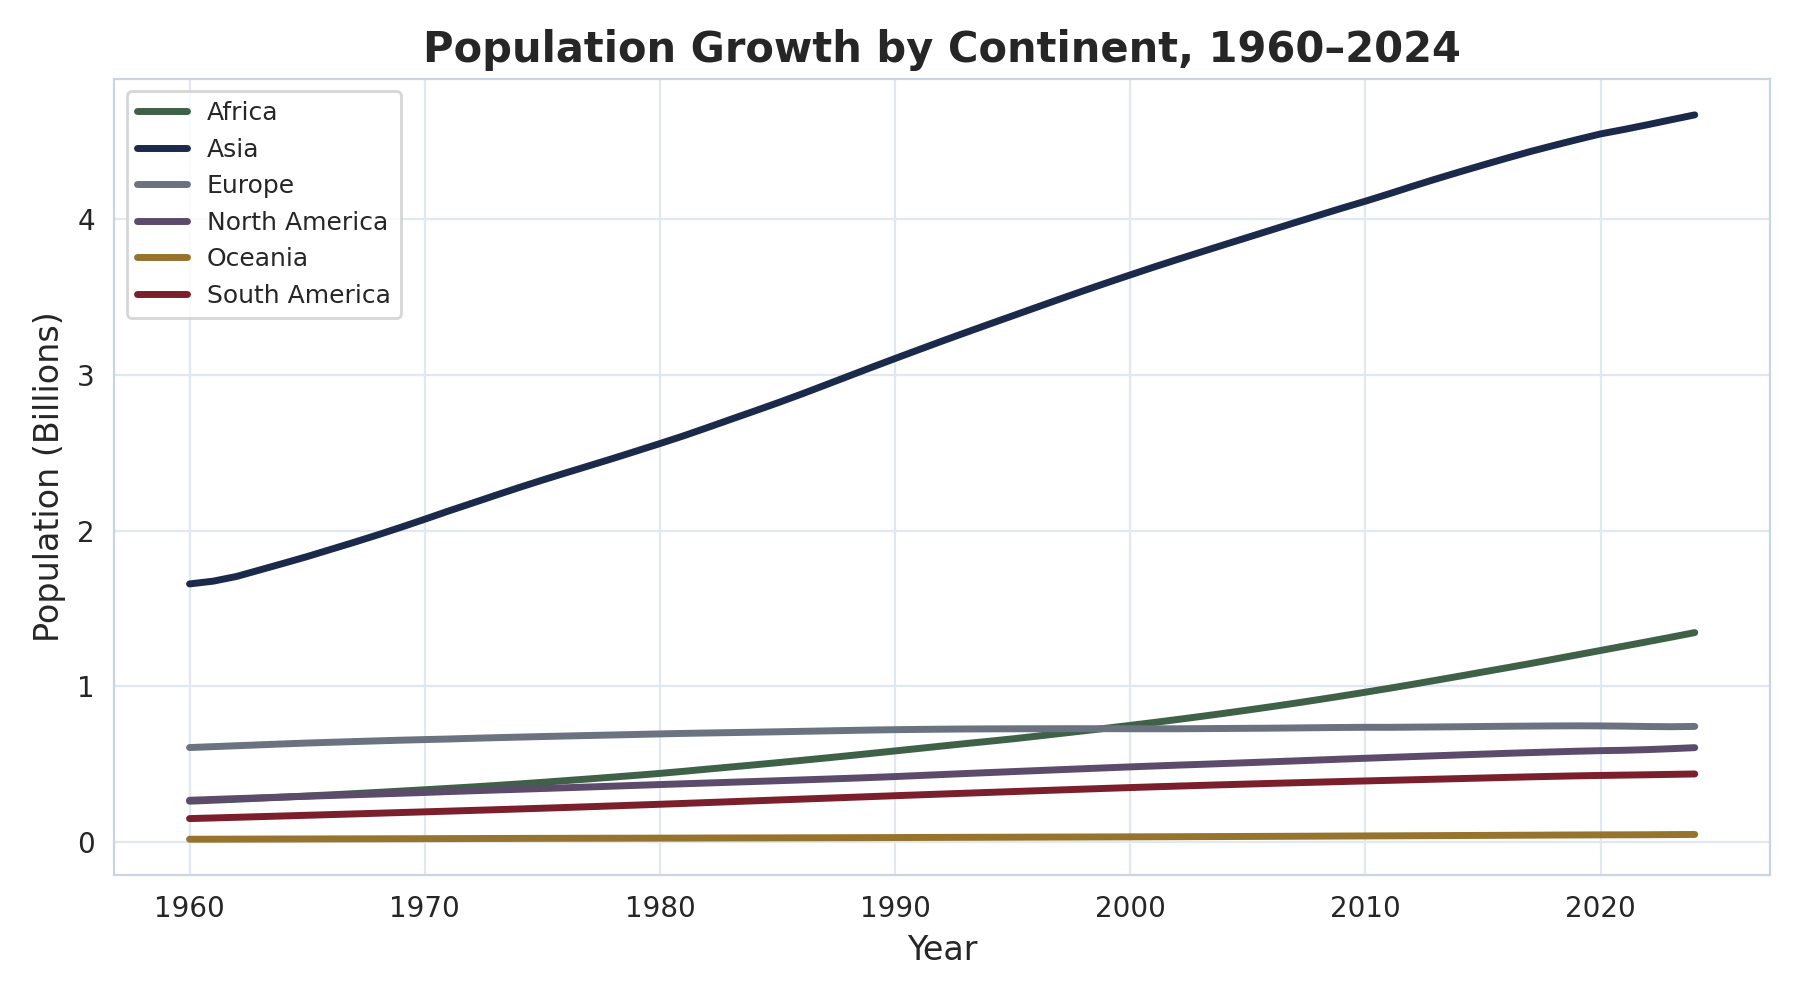 Population Growth by Continent, 1960–2024
Africa
Asia
Europe
North America
Oceania
South America
Population (Billions)
4
3
2
1
0
1960 1970 1980 1990 2000 2010 2020
Year